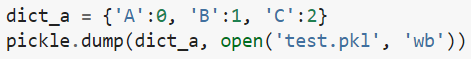 dict_a = {'A':0, 'B':1, 'C':2}
pickle.dump(dict_a, open('test.pkl', 'wb'))